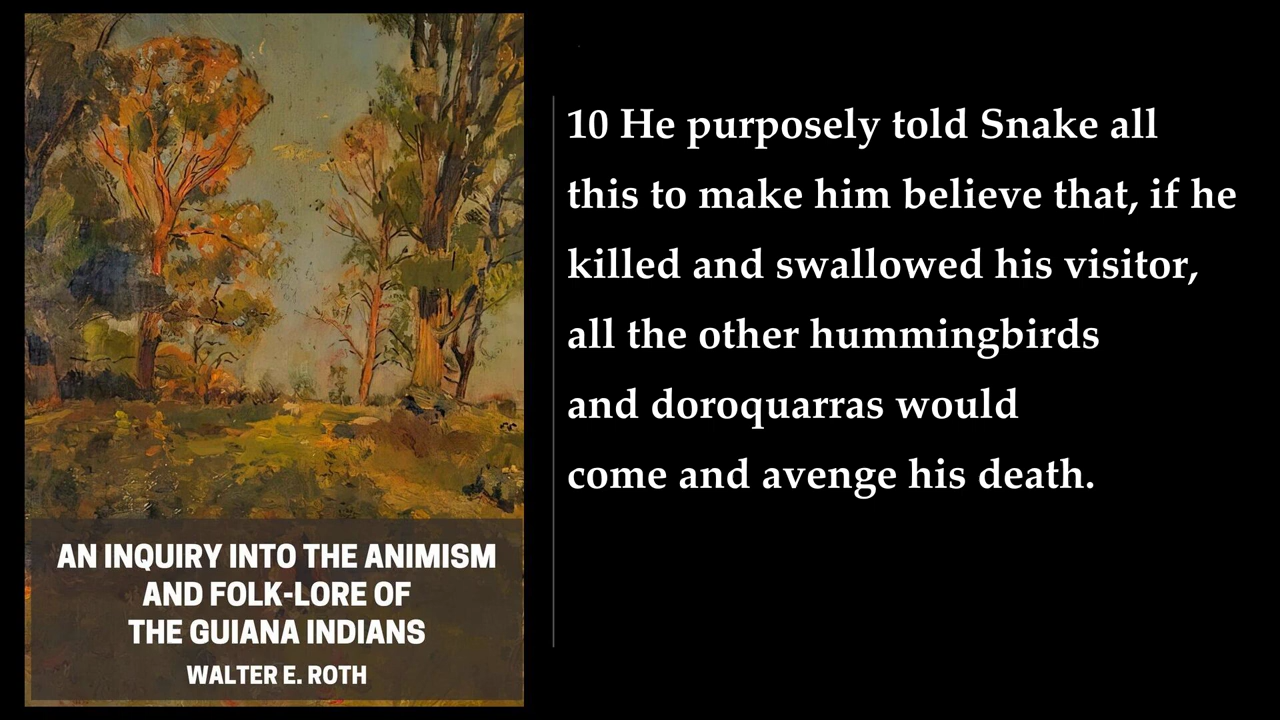 10 He purposely told Snake all
this to make him believe that, if he
killed and swallowed his visitor,
all the other hummingbirds
and doroquarras would
come and avenge his death.
AN INQUIRY INTO THE ANIMISM
AND FOLK-LORE OF
THE GUIANA INDIANS
WALTER E. ROTH